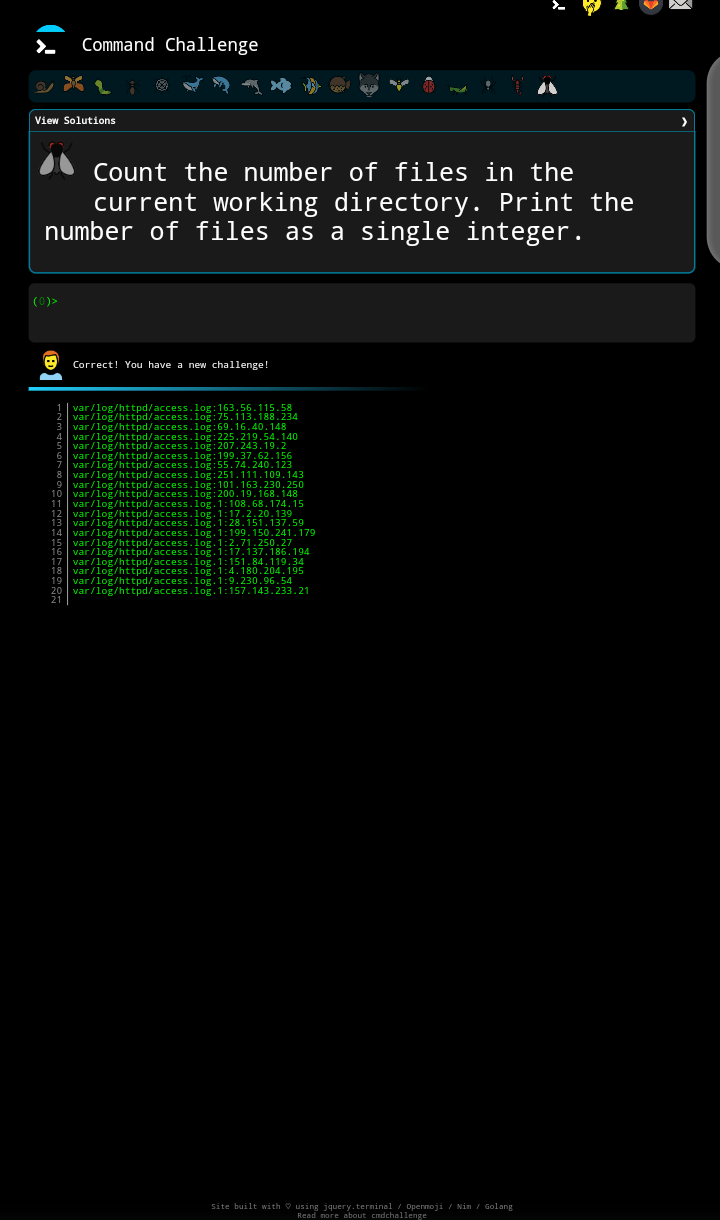 Command Challenge
View Solutions ❯
Count the number of files in the
current working directory. Print the
number of files as a single integer.
(0)>
Correct! You have a new challenge!
1 var/log/httpd/access.log:163.56.115.58
2 var/log/httpd/access.log:75.113.188.234
3 var/log/httpd/access.log:69.16.40.148
4 var/log/httpd/access.log:225.219.54.140
5 var/log/httpd/access.log:207.243.19.2
6 var/log/httpd/access.log:199.37.62.156
7 var/log/httpd/access.log:55.74.240.123
8 var/log/httpd/access.log:251.111.109.143
9 var/log/httpd/access.log:101.163.230.250
10 var/log/httpd/access.log:200.19.168.148
11 var/log/httpd/access.log.1:108.68.174.15
12 var/log/httpd/access.log.1:17.2.20.139
13 var/log/httpd/access.log.1:28.151.137.59
14 var/log/httpd/access.log.1:199.150.241.179
15 var/log/httpd/access.log.1:2.71.250.27
16 var/log/httpd/access.log.1:17.137.186.194
17 var/log/httpd/access.log.1:151.84.119.34
18 var/log/httpd/access.log.1:4.180.204.195
19 var/log/httpd/access.log.1:9.230.96.54
20 var/log/httpd/access.log.1:157.143.233.21
21
Site built with ♡ using jquery.terminal / Openmoji / Nim / Golang
Read more about cmdchallenge